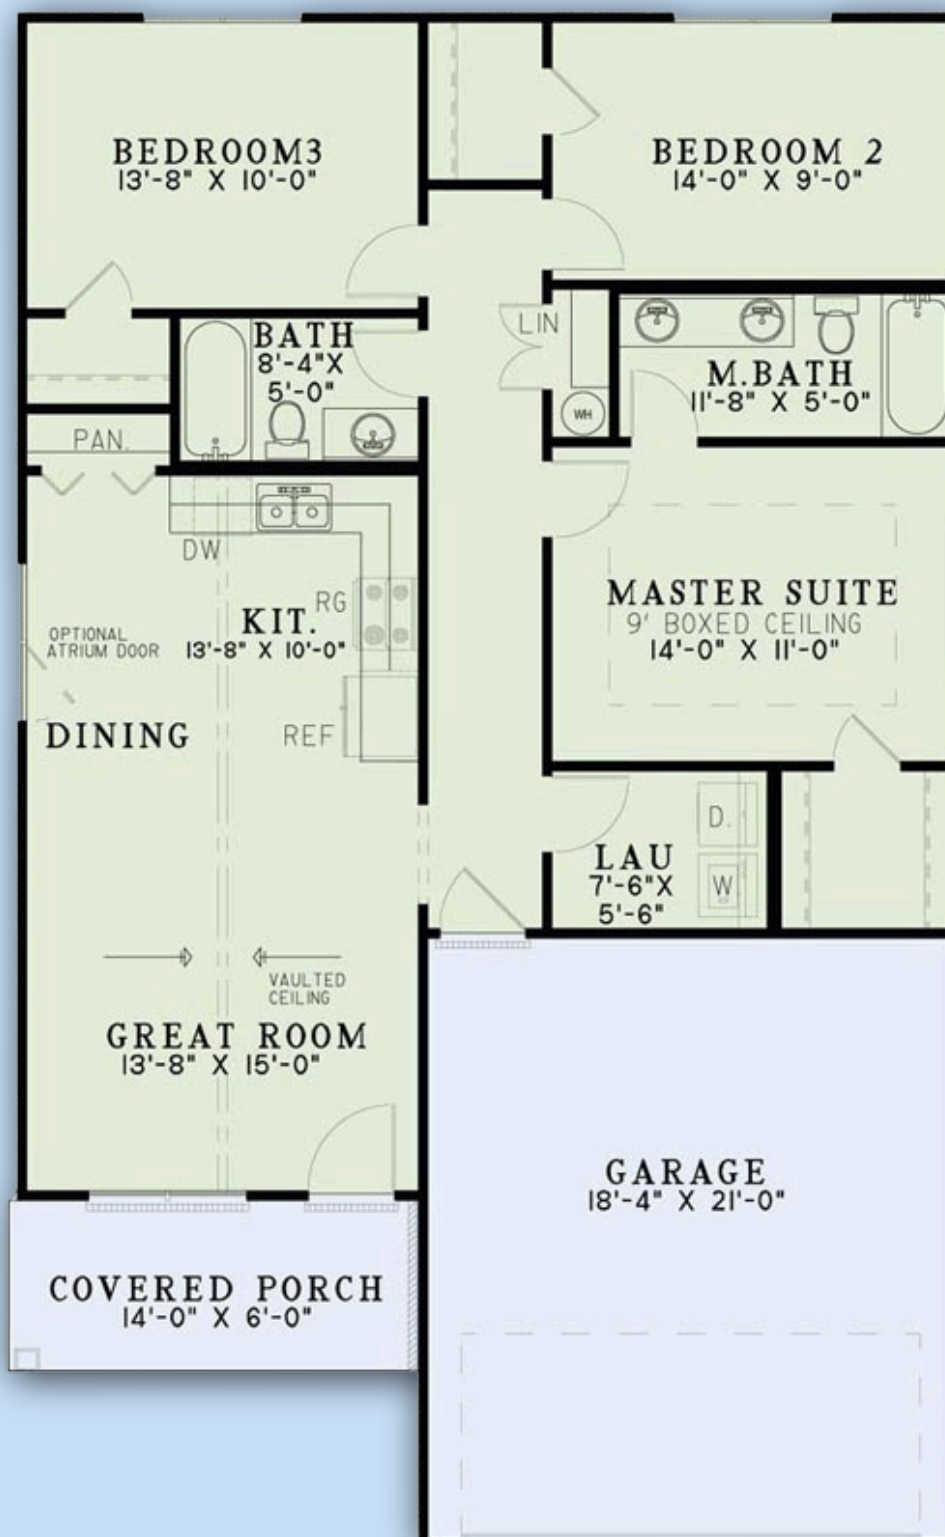 BEDROOM3
13'-8" X 10'-0"
BEDROOM 2
14'-0" X 9'-0"
BATH
8'-4"X
5'-0"
LIN
WH
M.BATH
11'-8" X 5'-0"
PAN.
DW
RG
KIT.
13'-8" X 10'-0"
OPTIONAL
ATRIUM DOOR
DINING
REF
MASTER SUITE
9' BOXED CEILING
14'-0" X 11'-0"
LAU
7'-6"X
5'-6"
D.
W
VAULTED
CEILING
GREAT ROOM
13'-8" X 15'-0"
GARAGE
18'-4" X 21'-0"
COVERED PORCH
14'-0" X 6'-0"